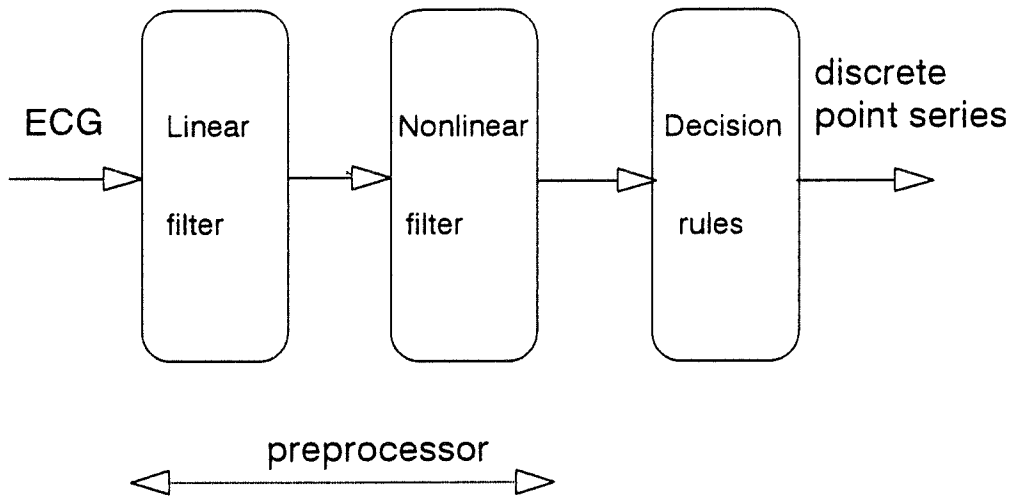 ECG
Linear
filter
Nonlinear
filter
Decision
rules
discrete
point series
preprocessor